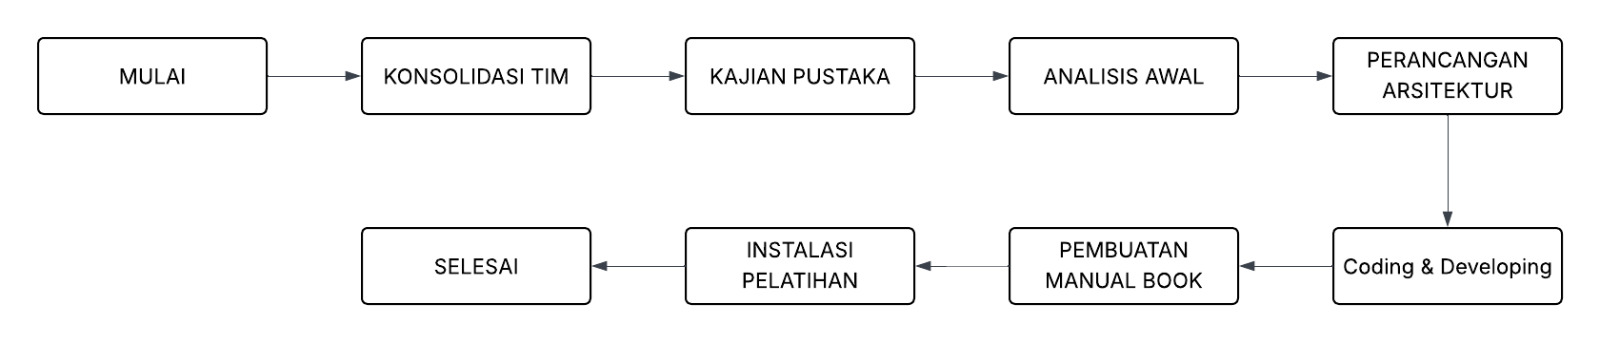 MULAI
KONSOLIDASI TIM
KAJIAN PUSTAKA
ANALISIS AWAL
PERANCANGAN
ARSITEKTUR
Coding & Developing
PEMBUATAN
MANUAL BOOK
INSTALASI
PELATIHAN
SELESAI